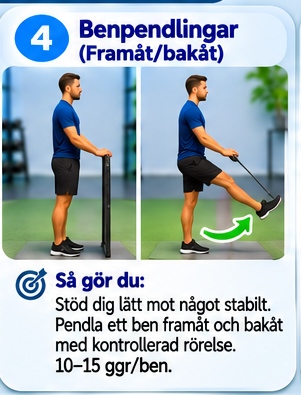 4
Benpendlingar
(Framåt/bakåt)
Så gör du:
Stöd dig lätt mot något stabilt.
Pendla ett ben framåt och bakåt
med kontrollerad rörelse.
10–15 ggr/ben.